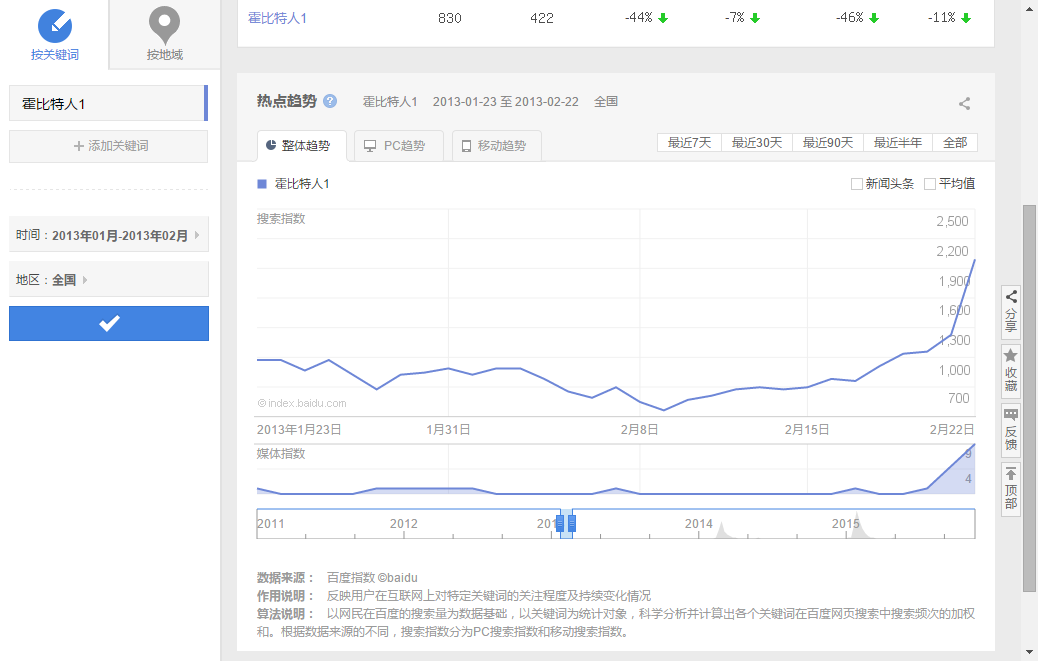 按关键词
按地域
霍比特人1
添加关键词
时间：2013年01月-2013年02月
地区：全国
霍比特人1 830 422 -44% -7% -46% -11%
热点趋势 ? 霍比特人1 2013-01-23 至 2013-02-22 全国
整体趋势 PC趋势 移动趋势 最近7天 最近30天 最近90天 最近半年 全部
霍比特人1 新闻头条 平均值
搜索指数
2,500
2,200
1,900
1,600
1,300
1,000
700
©index.baidu.com
2013年1月23日 1月31日 2月8日 2月15日 2月22日
媒体指数
9
4
2011 2012 2014 2015
数据来源： 百度指数 ©baidu
作用说明： 反映用户在互联网上对特定关键词的关注程度及持续变化情况
算法说明： 以网民在百度的搜索量为数据基础，以关键词为统计对象，科学分析并计算出各个关键词在百度网页搜索中搜索频次的加权
和。根据数据来源的不同，搜索指数分为PC搜索指数和移动搜索指数。
分享
收藏
反馈
顶部